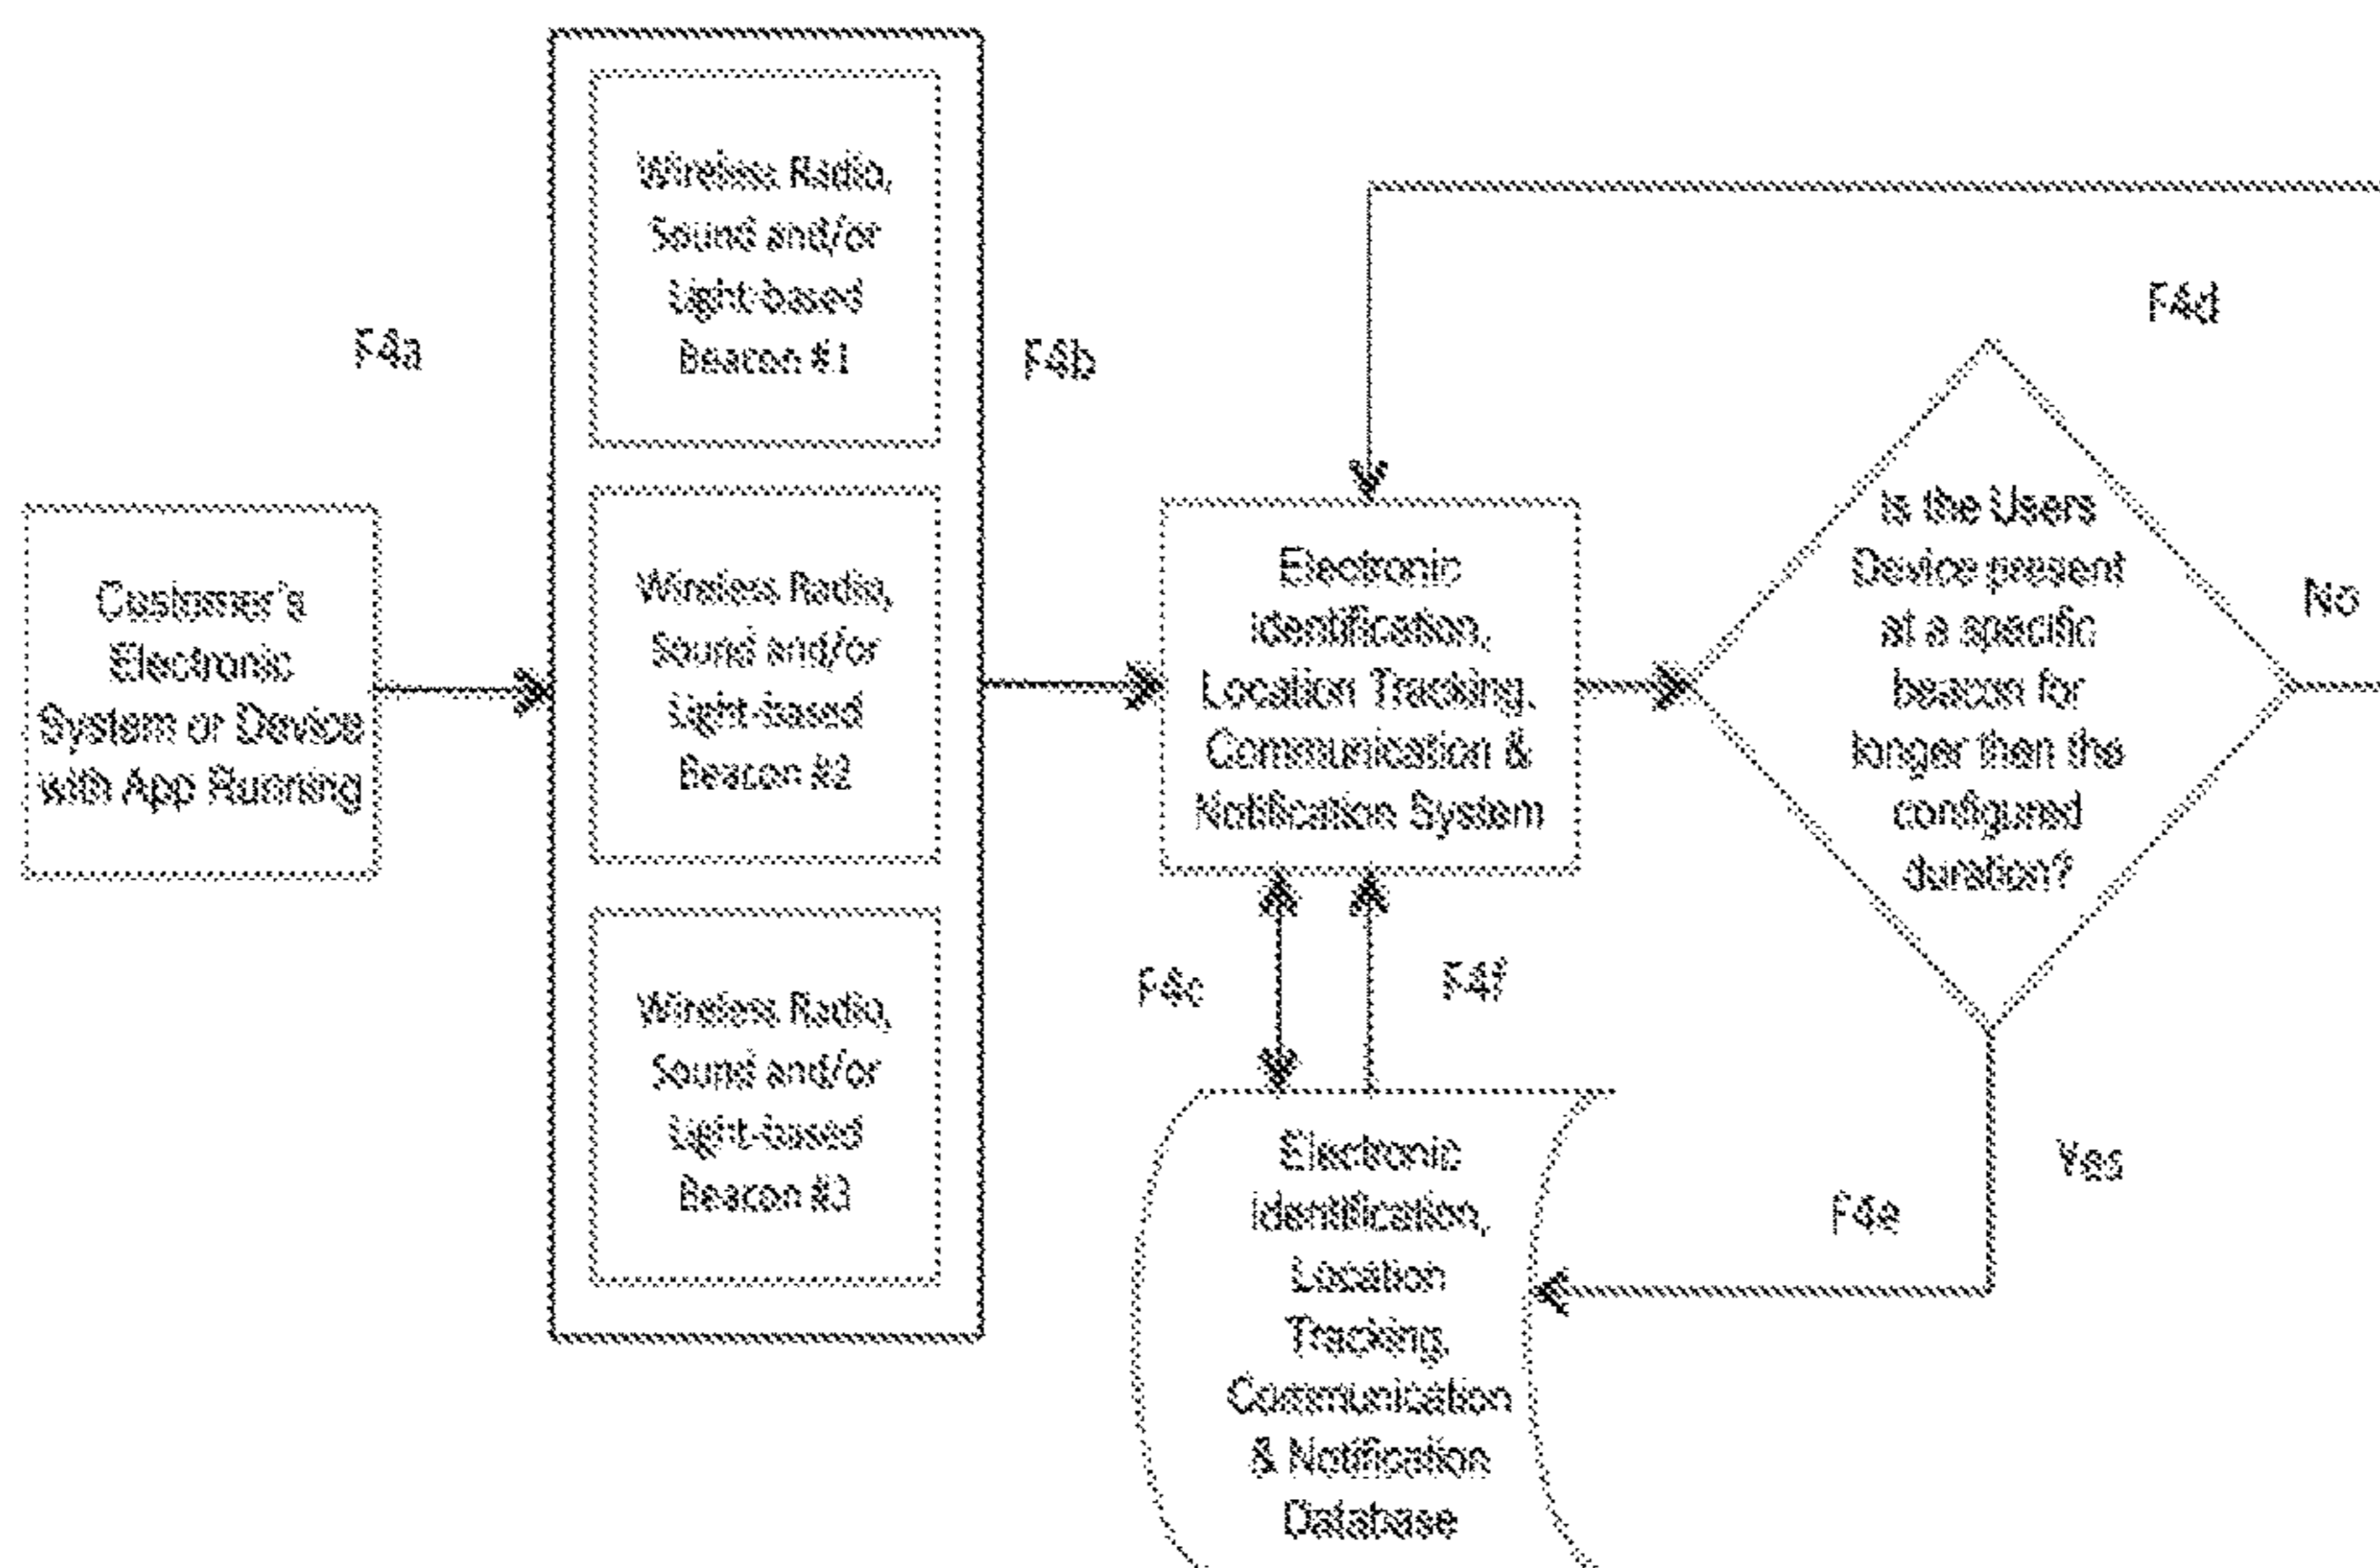 F4a
Wireless Radio,
Sound and/or
Light-based
Beacon #1
F4b
F4d
Customer's
Electronic
System or Device
with App Running
Wireless Radio,
Sound and/or
Light-based
Beacon #2
Electronic
Identification,
Location Tracking,
Communication &
Notification System
Is the Users
Device present
at a specific
beacon for
longer then the
configured
duration?
No
F4c
F4f
Wireless Radio,
Sound and/or
Light-based
Beacon #3
Electronic
Identification,
Location
Tracking,
Communication
& Notification
Database
F4e
Yes